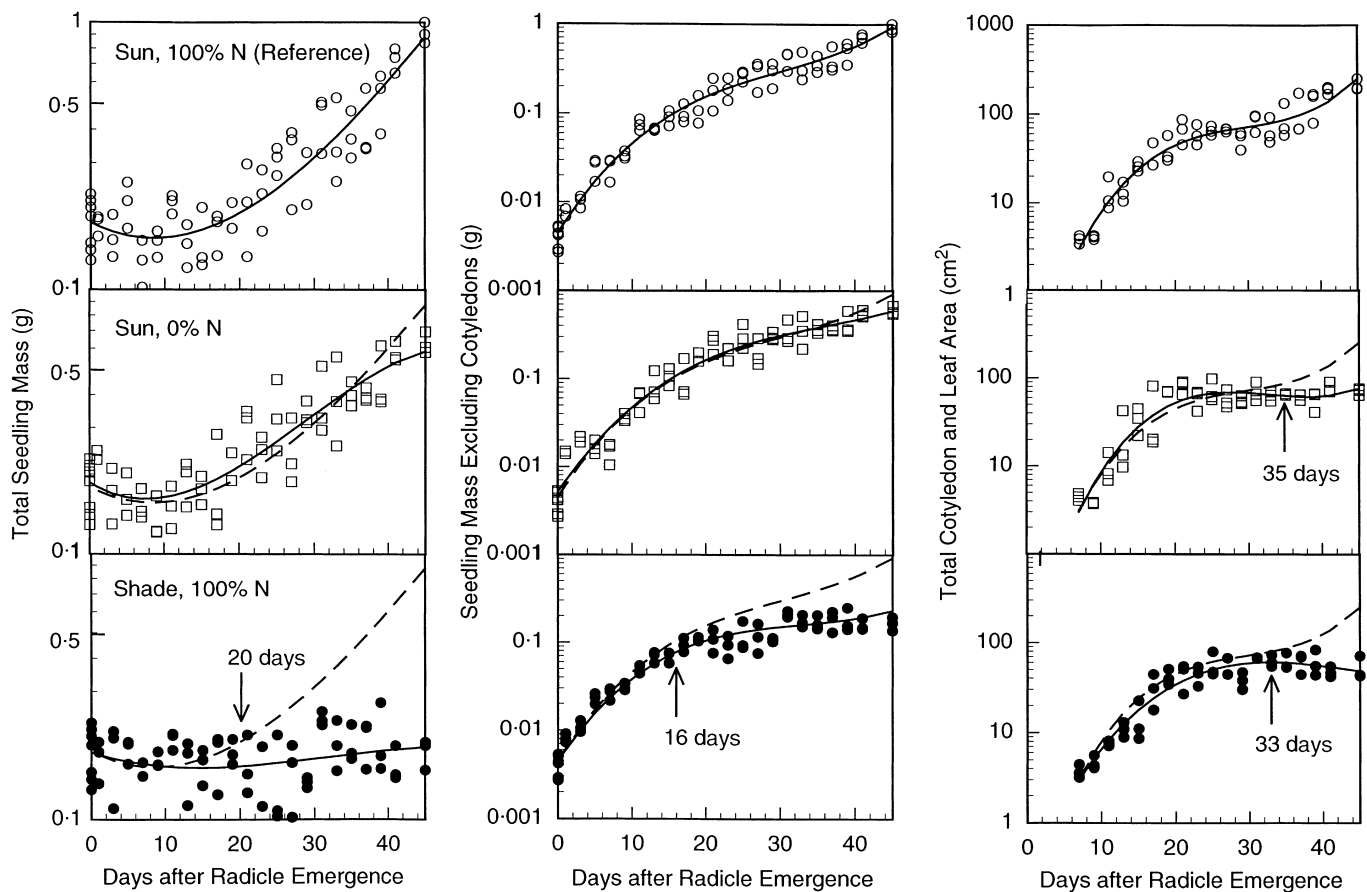 Total Seedling Mass (g)
1
0·5
0·1
Sun, 100% N (Reference)
0·5
0·1
Sun, 0% N
0·5
0·1
Shade, 100% N
20 days
0 10 20 30 40
Days after Radicle Emergence
Seedling Mass Excluding Cotyledons (g)
1
0·1
0·01
0·001
0·1
0·01
0·001
0·1
0·01
0·001
16 days
0 10 20 30 40
Days after Radicle Emergence
Total Cotyledon and Leaf Area (cm2)
1000
100
10
1
100
10
1
35 days
100
10
1
33 days
10 20 30 40
Days after Radicle Emergence